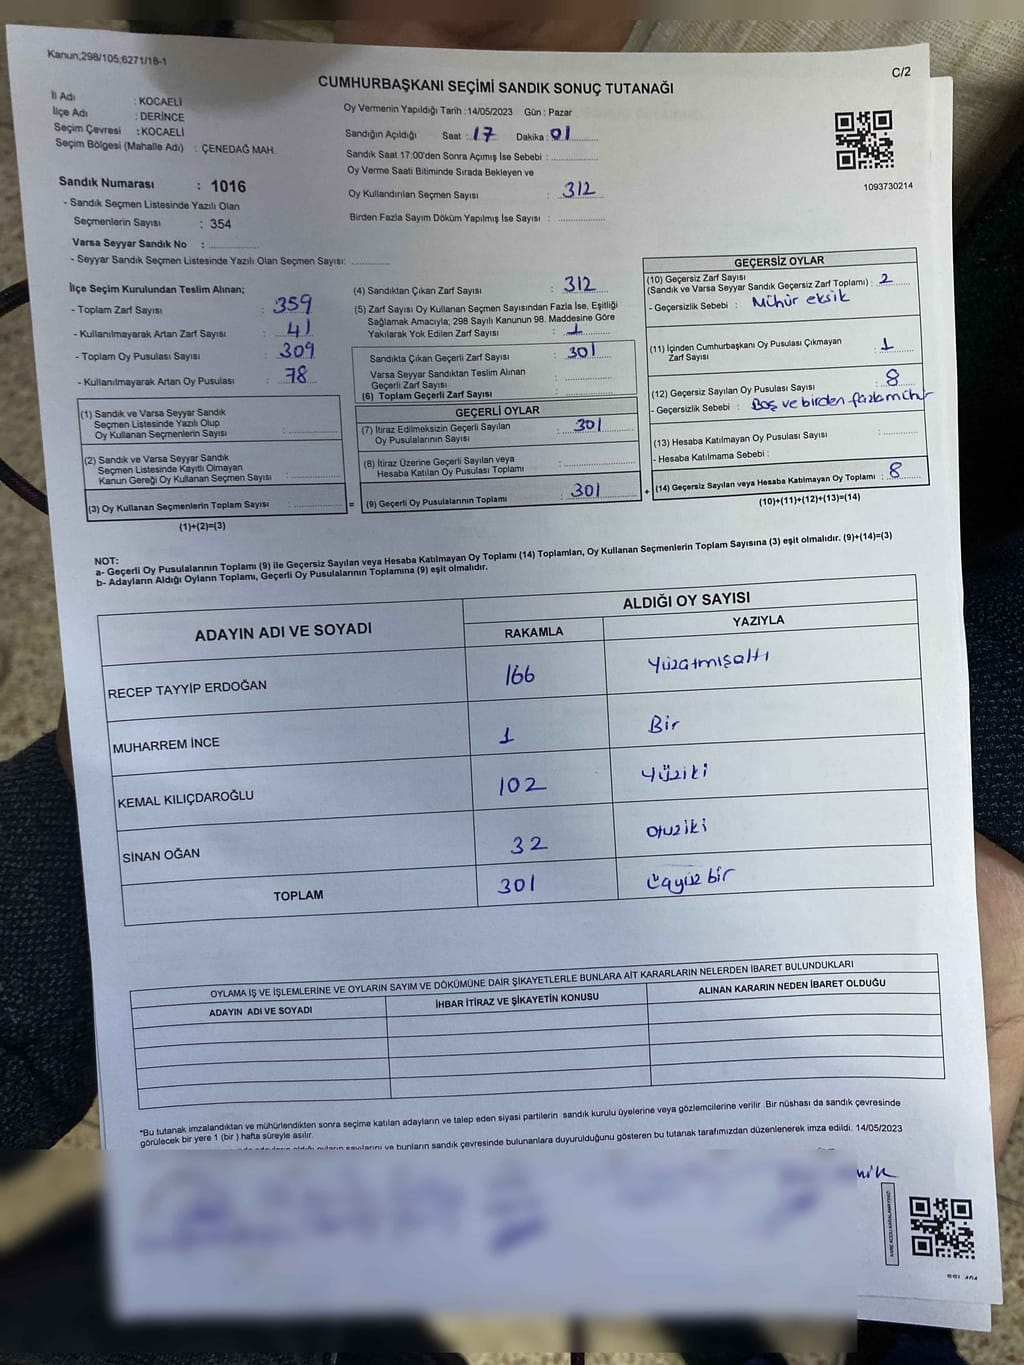 Kanun;298/105;6271/18-1
C/2
CUMHURBAŞKANI SEÇİMİ SANDIK SONUÇ TUTANAĞI
İl Adı : KOCAELİ
İlçe Adı : DERİNCE
Seçim Çevresi : KOCAELİ
Seçim Bölgesi (Mahalle Adı) : ÇENEDAĞ MAH.
Sandık Numarası : 1016
- Sandık Seçmen Listesinde Yazılı Olan
Seçmenlerin Sayısı : 354
Varsa Seyyar Sandık No :
- Seyyar Sandık Seçmen Listesinde Yazılı Olan Seçmen Sayısı:
Oy Vermenin Yapıldığı Tarih :14/05/2023 Gün : Pazar
Sandığın Açıldığı Saat : 17 Dakika : 01
Sandık Saat 17:00'den Sonra Açımış İse Sebebi :
Oy Verme Saati Bitiminde Sırada Bekleyen ve
Oy Kullandırılan Seçmen Sayısı : 312
Birden Fazla Sayım Döküm Yapılmış İse Sayısı :
1093730214
İlçe Seçim Kurulundan Teslim Alınan;
- Toplam Zarf Sayısı : 359
- Kullanılmayarak Artan Zarf Sayısı : 41
- Toplam Oy Pusulası Sayısı : 309
- Kullanılmayarak Artan Oy Pusulası : 78
(1) Sandık ve Varsa Seyyar Sandık
Seçmen Listesinde Yazılı Olup
Oy Kullanan Seçmenlerin Sayısı :
(2) Sandık ve Varsa Seyyar Sandık
Seçmen Listesinde Kayıtlı Olmayan
Kanun Gereği Oy Kullanan Seçmen Sayısı :
(3) Oy Kullanan Seçmenlerin Toplam Sayısı :
(1)+(2)=(3)
=
(4) Sandıktan Çıkan Zarf Sayısı : 312
(5) Zarf Sayısı Oy Kullanan Seçmen Sayısından Fazla İse, Eşitliği
Sağlamak Amacıyla; 298 Sayılı Kanunun 98. Maddesine Göre
Yakılarak Yok Edilen Zarf Sayısı : 1
Sandıkta Çıkan Geçerli Zarf Sayısı : 301
Varsa Seyyar Sandıktan Teslim Alınan
Geçerli Zarf Sayısı :
(6) Toplam Geçerli Zarf Sayısı :
GEÇERLİ OYLAR
(7) İtiraz Edilmeksizin Geçerli Sayılan
Oy Pusulalarının Sayısı : 301
(8) İtiraz Üzerine Geçerli Sayılan veya
Hesaba Katılan Oy Pusulası Toplamı :
(9) Geçerli Oy Pusulalarının Toplamı : 301
+
GEÇERSİZ OYLAR
(10) Geçersiz Zarf Sayısı
(Sandık ve Varsa Seyyar Sandık Geçersiz Zarf Toplamı) : 2
- Geçersizlik Sebebi : Mühür eksik
(11) İçinden Cumhurbaşkanı Oy Pusulası Çıkmayan
Zarf Sayısı : 1
(12) Geçersiz Sayılan Oy Pusulası Sayısı : 8
- Geçersizlik Sebebi : Boş ve birden fazla mühür
(13) Hesaba Katılmayan Oy Pusulası Sayısı :
- Hesaba Katılmama Sebebi :
(14) Geçersiz Sayılan veya Hesaba Katılmayan Oy Toplamı : 8
(10)+(11)+(12)+(13)=(14)
NOT:
a- Geçerli Oy Pusulalarının Toplamı (9) ile Geçersiz Sayılan veya Hesaba Katılmayan Oy Toplamı (14) Toplamları, Oy Kullanan Seçmenlerin Toplam Sayısına (3) eşit olmalıdır. (9)+(14)=(3)
b- Adayların Aldığı Oyların Toplamı, Geçerli Oy Pusulalarının Toplamına (9) eşit olmalıdır.
ADAYIN ADI VE SOYADI ALDIĞI OY SAYISI
RAKAMLA YAZIYLA
RECEP TAYYİP ERDOĞAN 166 Yüzatmışaltı
MUHARREM İNCE 1 Bir
KEMAL KILIÇDAROĞLU 102 Yüziki
SİNAN OĞAN 32 Otuziki
TOPLAM 301 Üçyüz bir
OYLAMA İŞ VE İŞLEMLERİNE VE OYLARIN SAYIM VE DÖKÜMÜNE DAİR ŞİKAYETLERLE BUNLARA AİT KARARLARIN NELERDEN İBARET BULUNDUKLARI
ADAYIN ADI VE SOYADI İHBAR İTİRAZ VE ŞİKAYETİN KONUSU ALINAN KARARIN NEDEN İBARET OLDUĞU
*Bu tutanak imzalandıktan ve mühürlendikten sonra seçime katılan adayların ve talep eden siyasi partilerin sandık kurulu üyelerine veya gözlemcilerine verilir .Bir nüshası da sandık çevresinde
görülecek bir yere 1 (bir ) hafta süreyle asılır.
oyların sayılarını ve bunların sandık çevresinde bulunanlara duyurulduğunu gösteren bu tutanak tarafımızdan düzenlenerek imza edildi. 14/05/2023